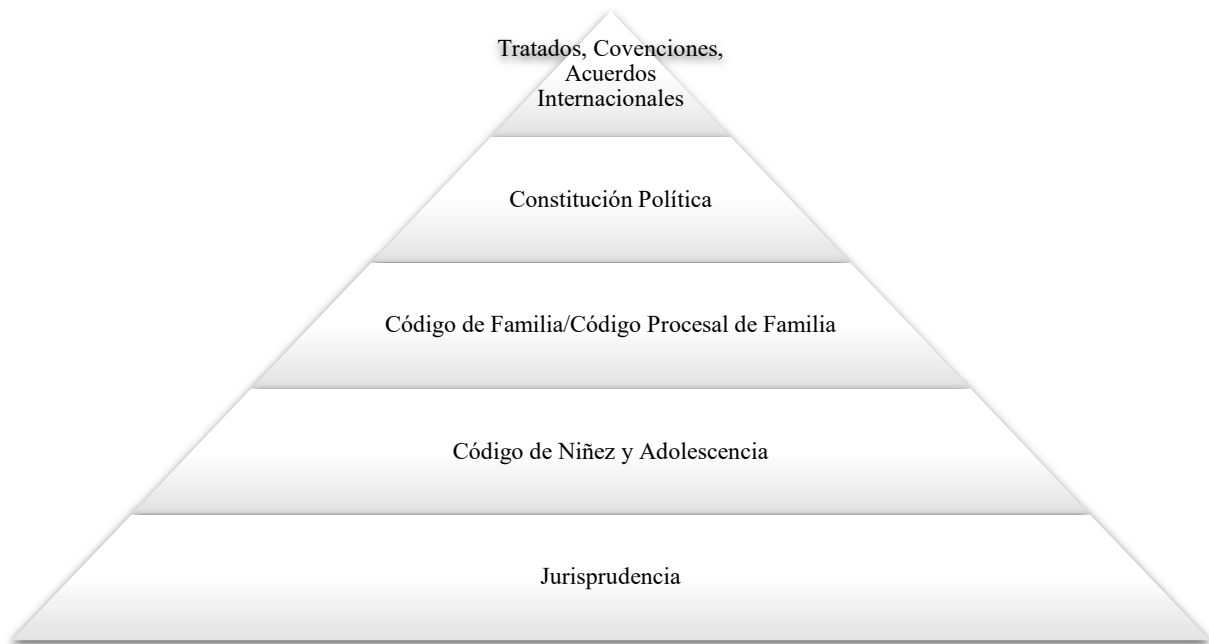 Tratados, Covenciones,
Acuerdos
Internacionales
Constitución Política
Código de Familia/Código Procesal de Familia
Código de Niñez y Adolescencia
Jurisprudencia